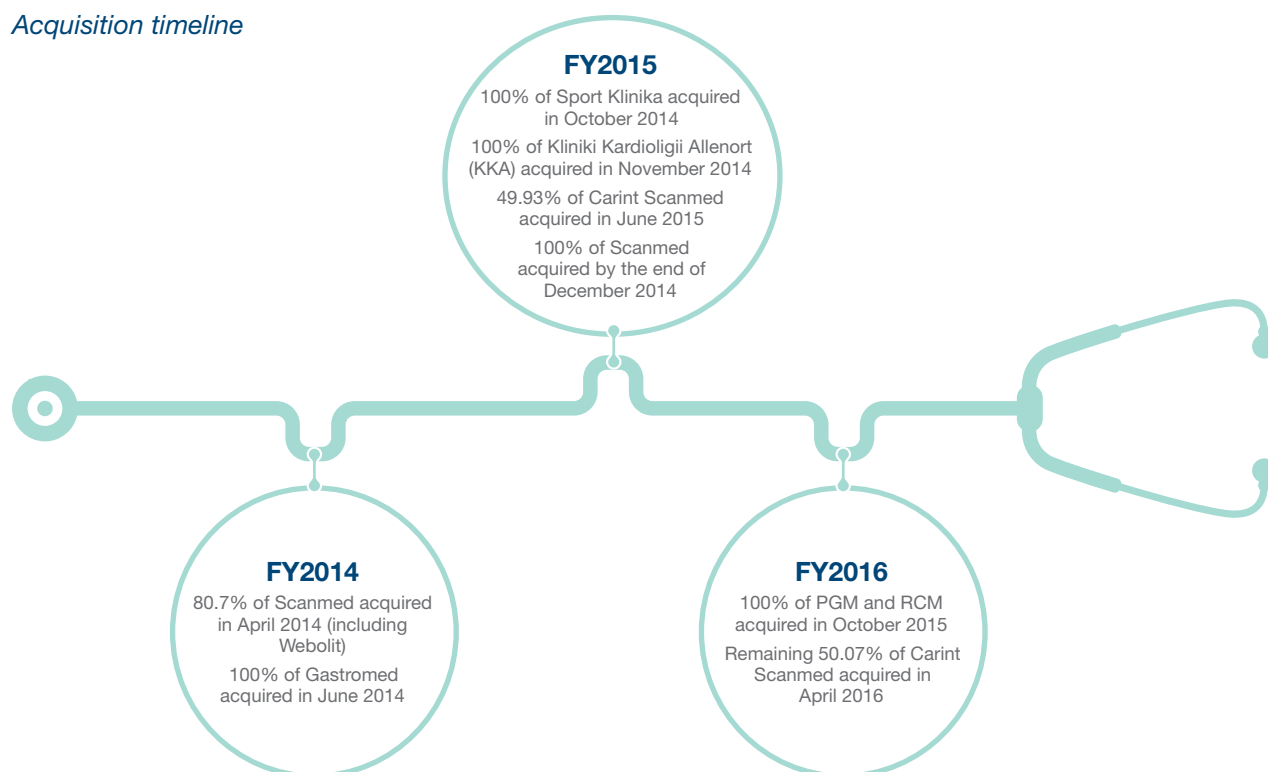 Acquisition timeline
FY2015
100% of Sport Klinika acquired
in October 2014
100% of Kliniki Kardioligii Allenort
(KKA) acquired in November 2014
49.93% of Carint Scanmed
acquired in June 2015
100% of Scanmed
acquired by the end of
December 2014
FY2014
80.7% of Scanmed acquired
in April 2014 (including
Webolit)
100% of Gastromed
acquired in June 2014
FY2016
100% of PGM and RCM
acquired in October 2015
Remaining 50.07% of Carint
Scanmed acquired in
April 2016